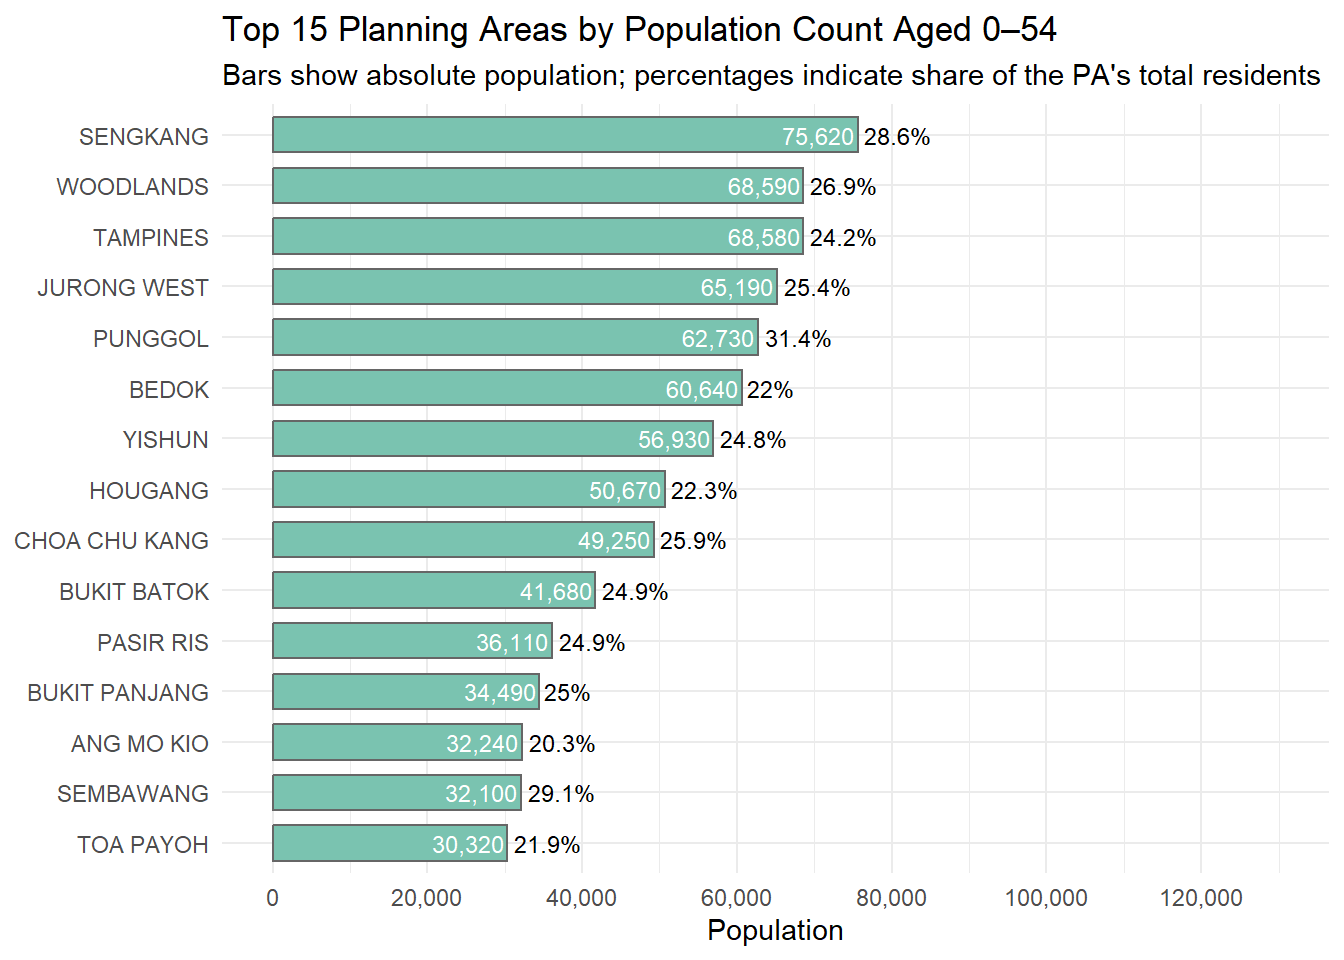 Top 15 Planning Areas by Population Count Aged 0–54
Bars show absolute population; percentages indicate share of the PA's total residents
SENGKANG 75,620 28.6%
WOODLANDS 68,590 26.9%
TAMPINES 68,580 24.2%
JURONG WEST 65,190 25.4%
PUNGGOL 62,730 31.4%
BEDOK 60,640 22%
YISHUN 56,930 24.8%
HOUGANG 50,670 22.3%
CHOA CHU KANG 49,250 25.9%
BUKIT BATOK 41,680 24.9%
PASIR RIS 36,110 24.9%
BUKIT PANJANG 34,490 25%
ANG MO KIO 32,240 20.3%
SEMBAWANG 32,100 29.1%
TOA PAYOH 30,320 21.9%
0 20,000 40,000 60,000 80,000 100,000 120,000
Population